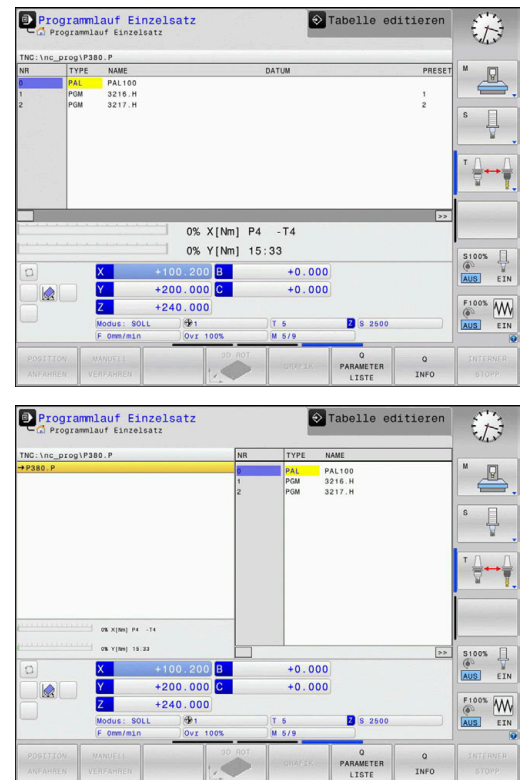 Programmlauf Einzelsatz
Tabelle editieren
Programmlauf Einzelsatz
TNC:\nc_prog\P380.P
NR TYPE NAME DATUM PRESET
0 PAL PAL100
1 PGM 3216.H 1
2 PGM 3217.H 2
M
S
T
>>
0% X[Nm] P4 -T4
0% Y[Nm] 15:33
S100%
AUS EIN
X +100.200 B +0.000
Y +200.000 C +0.000
Z +240.000
F100%
AUS EIN
Modus: SOLL 1 T 5 Z S 2500
F 0mm/min Ovr 100% M 5/9
POSITION ANFAHREN
MANUELL VERFAHREN
3D ROT
GRAFIK
Q PARAMETER LISTE
Q INFO
INTERNER STOPP
Programmlauf Einzelsatz
Tabelle editieren
Programmlauf Einzelsatz
TNC:\nc_prog\P380.P
NR TYPE NAME
→P380.P
0 PAL PAL100
1 PGM 3216.H
2 PGM 3217.H
M
S
T
0% X[Nm] P4 -T4
0% Y[Nm] 15:33
>>
S100%
AUS EIN
X +100.200 B +0.000
Y +200.000 C +0.000
Z +240.000
F100%
AUS EIN
Modus: SOLL 1 T 5 Z S 2500
F 0mm/min Ovr 100% M 5/9
POSITION ANFAHREN
MANUELL VERFAHREN
3D ROT
GRAFIK
Q PARAMETER LISTE
Q INFO
INTERNER STOPP